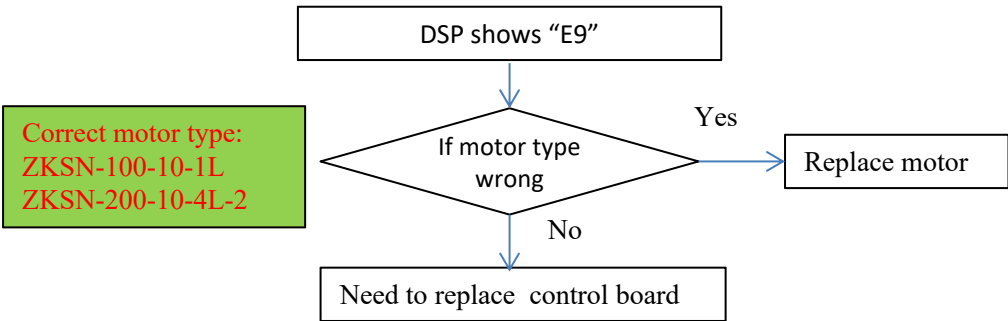 DSP shows “E9”
Correct motor type:
ZKSN-100-10-1L
ZKSN-200-10-4L-2
If motor type
wrong
Yes
Replace motor
No
Need to replace  control board